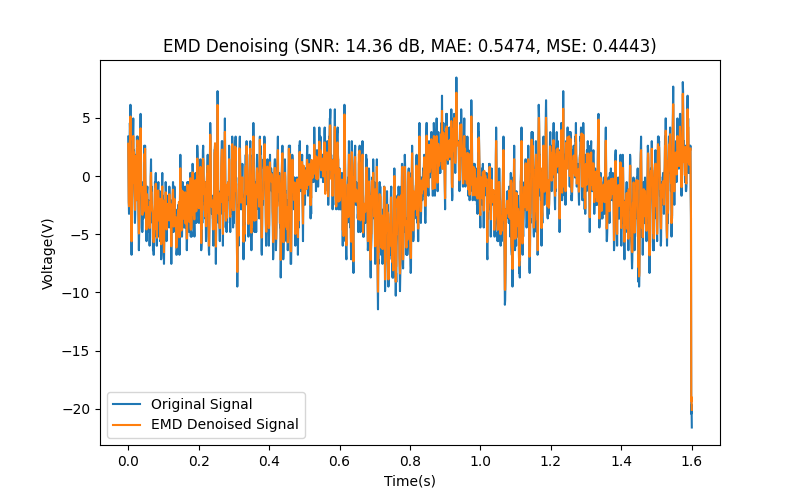 EMD Denoising (SNR: 14.36 dB, MAE: 0.5474, MSE: 0.4443)
5
0
−5
−10
−15
−20
Voltage(V)
Original Signal
EMD Denoised Signal
0.0 0.2 0.4 0.6 0.8 1.0 1.2 1.4 1.6
Time(s)